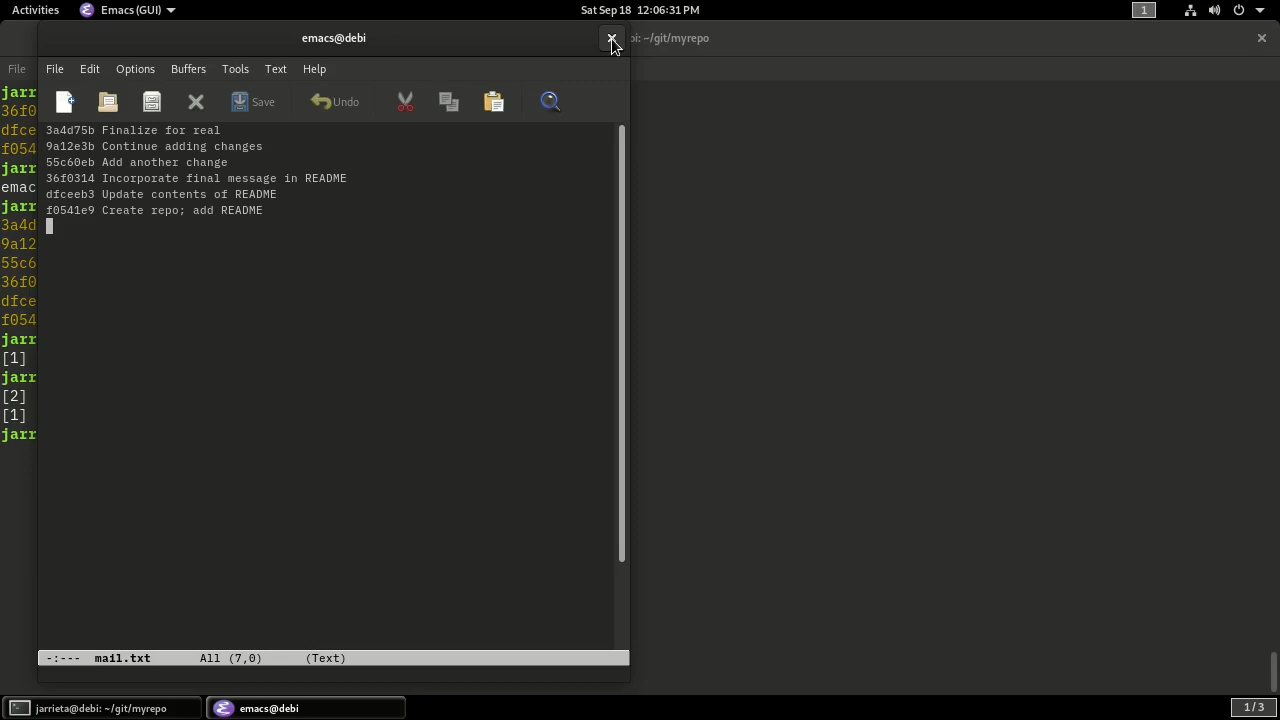 Activities Emacs (GUI) Sat Sep 18 12:06:31 PM 1
emacs@debi bi: ~/git/myrepo
File
File Edit Options Buffers Tools Text Help
Save Undo
jarr
36f0
dfce
f054
jarr
emac
jarr
3a4d
9a12
55c6
36f0
dfce
f054
jarr
[1]
jarr
[2]
[1]
jarr
3a4d75b Finalize for real
9a12e3b Continue adding changes
55c60eb Add another change
36f0314 Incorporate final message in README
dfceeb3 Update contents of README
f0541e9 Create repo; add README
-:--- mail.txt All (7,0) (Text)
jarrieta@debi: ~/git/myrepo emacs@debi 1 / 3